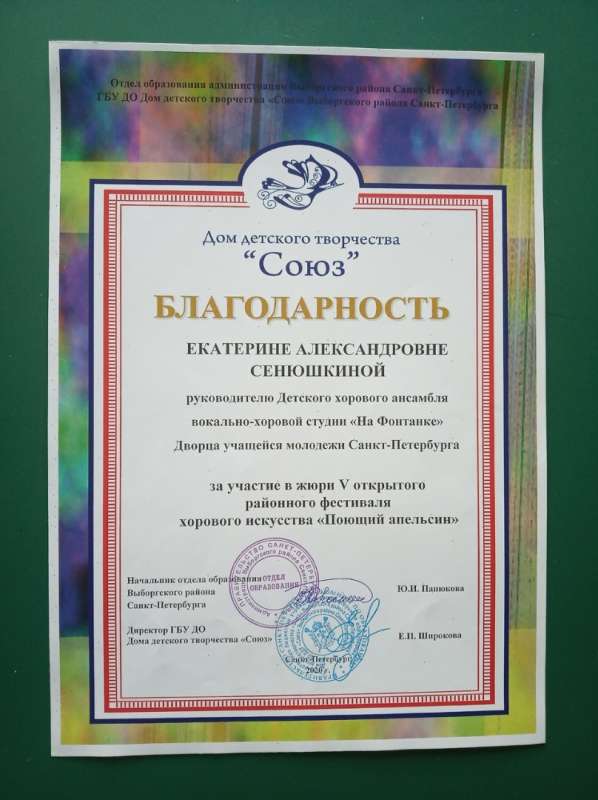 Отдел образования администрации Выборгского района Санкт-Петербурга
ГБУ ДО Дом детского творчества «Союз» Выборгского района Санкт-Петербурга
Дом детского творчества
“Союз”
БЛАГОДАРНОСТЬ
ЕКАТЕРИНЕ АЛЕКСАНДРОВНЕ
СЕНЮШКИНОЙ
руководителю Детского хорового ансамбля
вокально-хоровой студии «На Фонтанке»
Дворца учащейся молодежи Санкт-Петербурга
за участие в жюри V открытого
районного фестиваля
хорового искусства «Поющий апельсин»
Начальник отдела образования
Выборгского района
Санкт-Петербурга
Ю.И. Панюкова
ОТДЕЛ
ОБРАЗОВАНИЯ
Директор ГБУ ДО
Дома детского творчества «Союз»
Е.П. Широкова
Санкт-Петербург
2020 г.